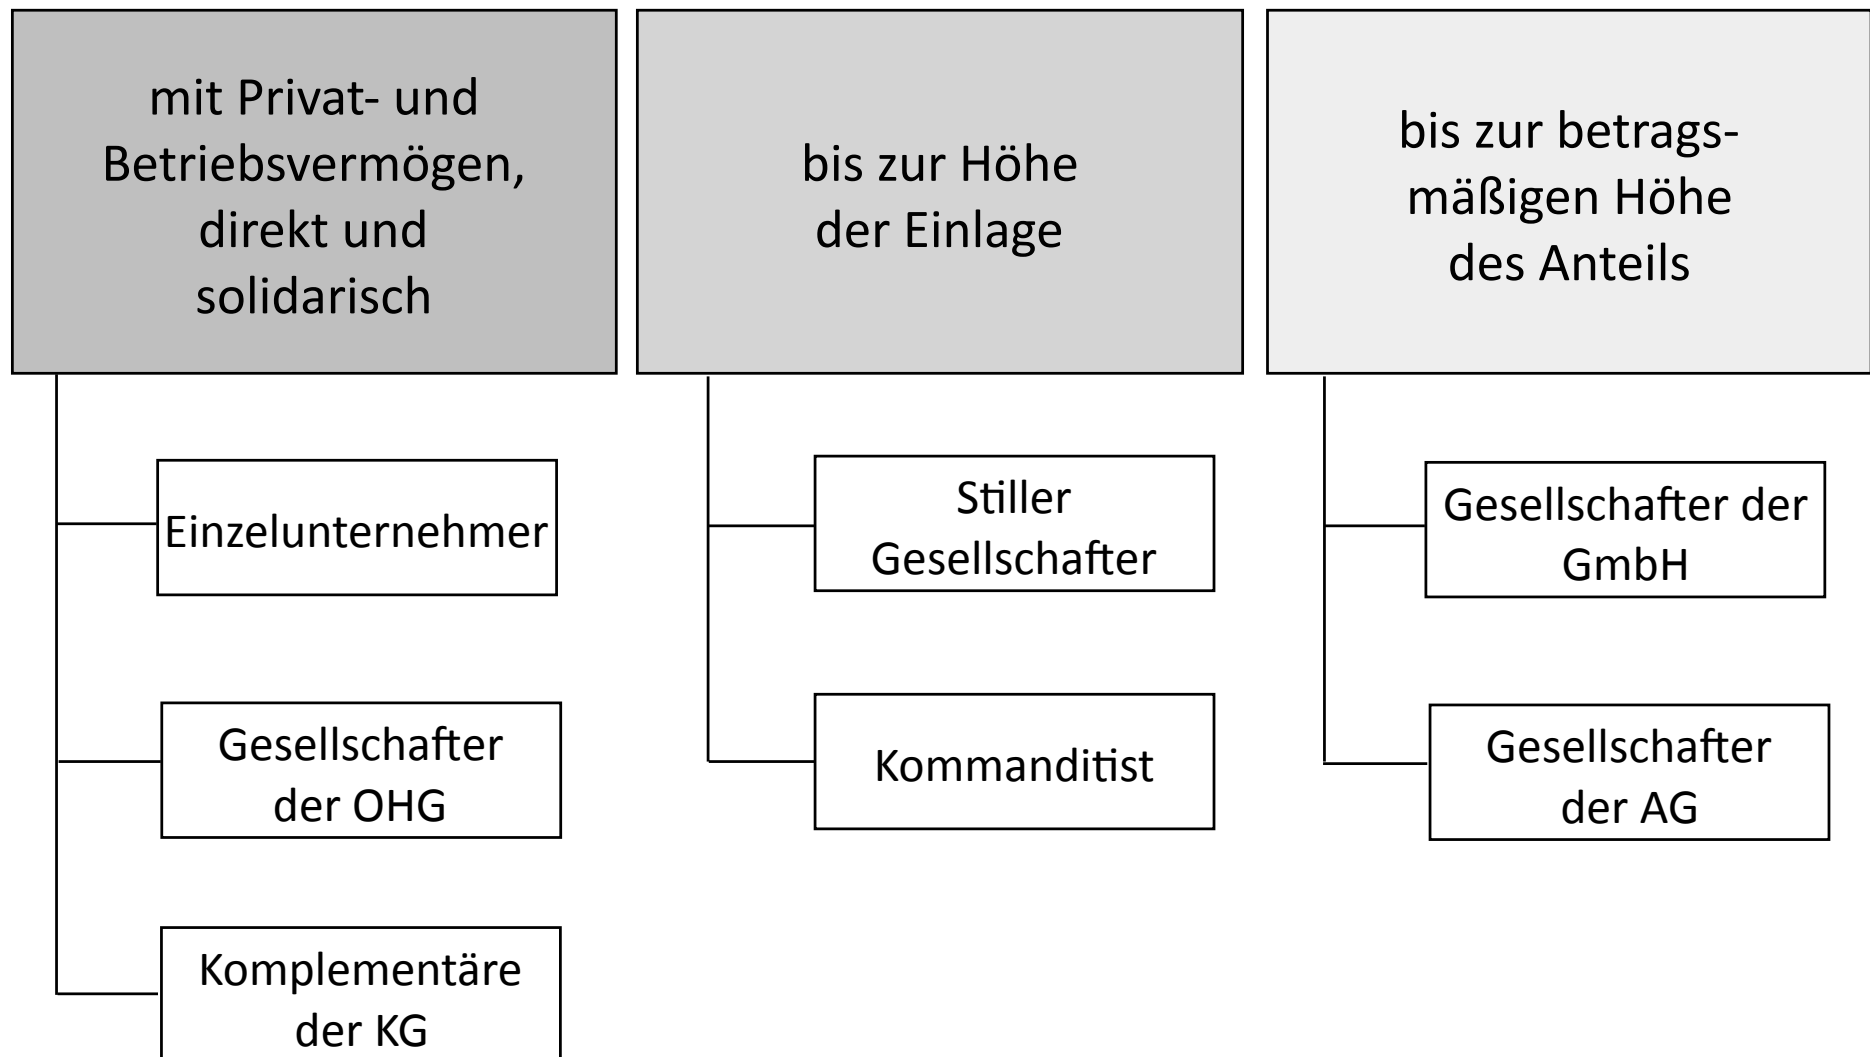 mit Privat- und
Betriebsvermögen,
direkt und
solidarisch
bis zur Höhe
der Einlage
bis zur betrags-
mäßigen Höhe
des Anteils
Einzelunternehmer
Gesellschafter
der OHG
Komplementäre
der KG
Stiller
Gesellschafter
Kommanditist
Gesellschafter der
GmbH
Gesellschafter
der AG